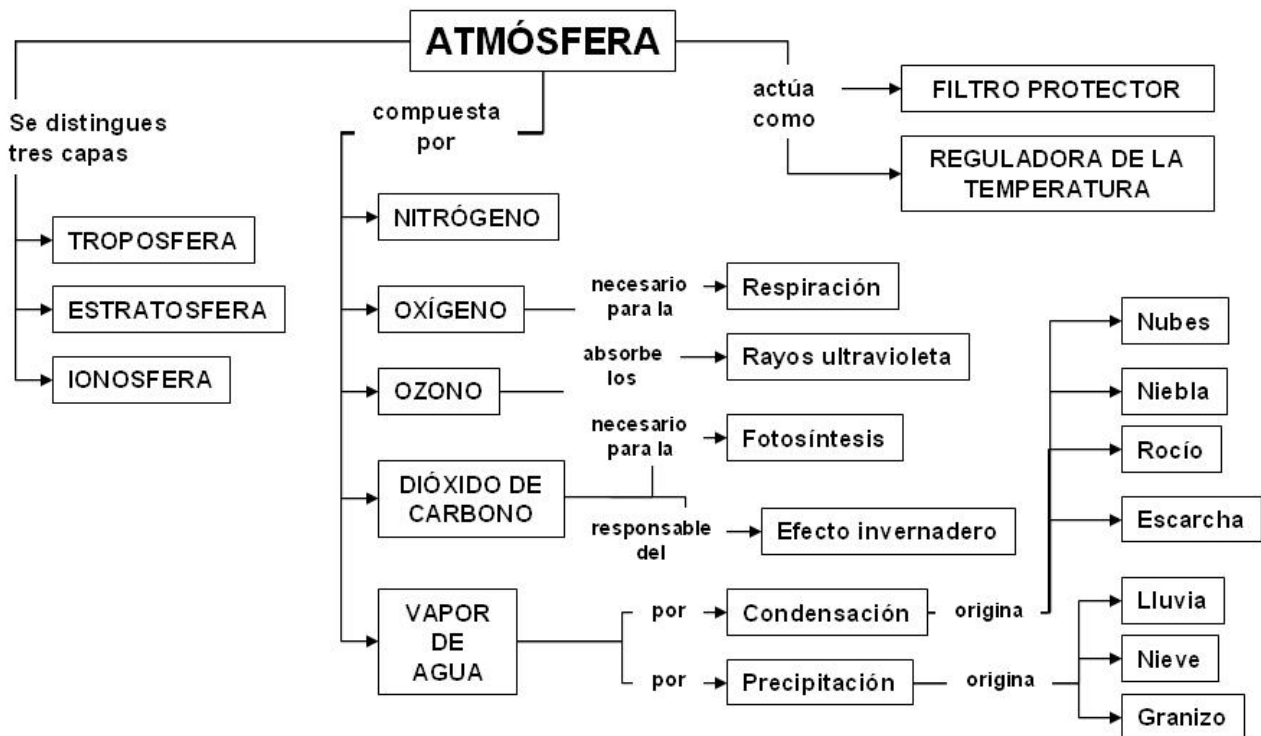 ATMÓSFERA
Se distingues
tres capas
TROPOSFERA
ESTRATOSFERA
IONOSFERA
compuesta
por
NITRÓGENO
OXÍGENO
necesario
para la
Respiración
OZONO
absorbe
los
Rayos ultravioleta
DIÓXIDO DE
CARBONO
necesario
para la
Fotosíntesis
responsable
del
Efecto invernadero
VAPOR
DE
AGUA
por
Condensación
origina
Nubes
Niebla
Rocío
Escarcha
por
Precipitación
origina
Lluvia
Nieve
Granizo
actúa
como
FILTRO PROTECTOR
REGULADORA DE LA
TEMPERATURA